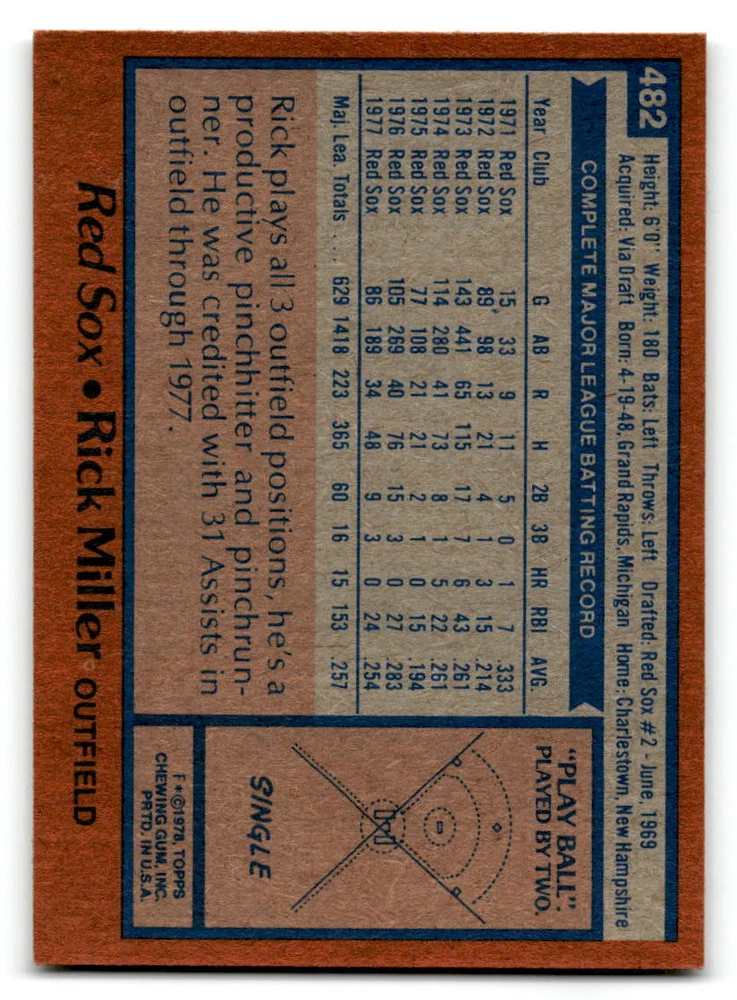 482
Height: 6'0" Weight: 180 Bats: Left Throws: Left Drafted: Red Sox #2 - June, 1969
Acquired: Via Draft Born: 4-19-48, Grand Rapids, Michigan Home: Charlestown, New Hampshire
COMPLETE MAJOR LEAGUE BATTING RECORD
Year Club G AB R H 2B 3B HR RBI AVG.
1971 Red Sox 15 33 9 11 5 0 1 7 .333
1972 Red Sox 89* 98 13 21 4 1 3 15 .214
1973 Red Sox 143 441 65 115 17 7 6 43 .261
1974 Red Sox 114 280 41 73 8 1 5 22 .261
1975 Red Sox 77 108 21 21 2 1 0 15 .194
1976 Red Sox 105 269 40 76 15 3 0 27 .283
1977 Red Sox 86 189 34 48 9 3 0 24 .254
Maj. Lea. Totals .... 629 1418 223 365 60 16 15 153 .257
Rick plays all 3 outfield positions, he's a
productive pinchhitter and pinchrun-
ner. He was credited with 31 Assists in
outfield through 1977.
"PLAY BALL"
PLAYED BY TWO.
SINGLE
F*©1978, TOPPS
CHEWING GUM, INC.
PRTD. IN U.S.A.
Red Sox • Rick Miller OUTFIELD